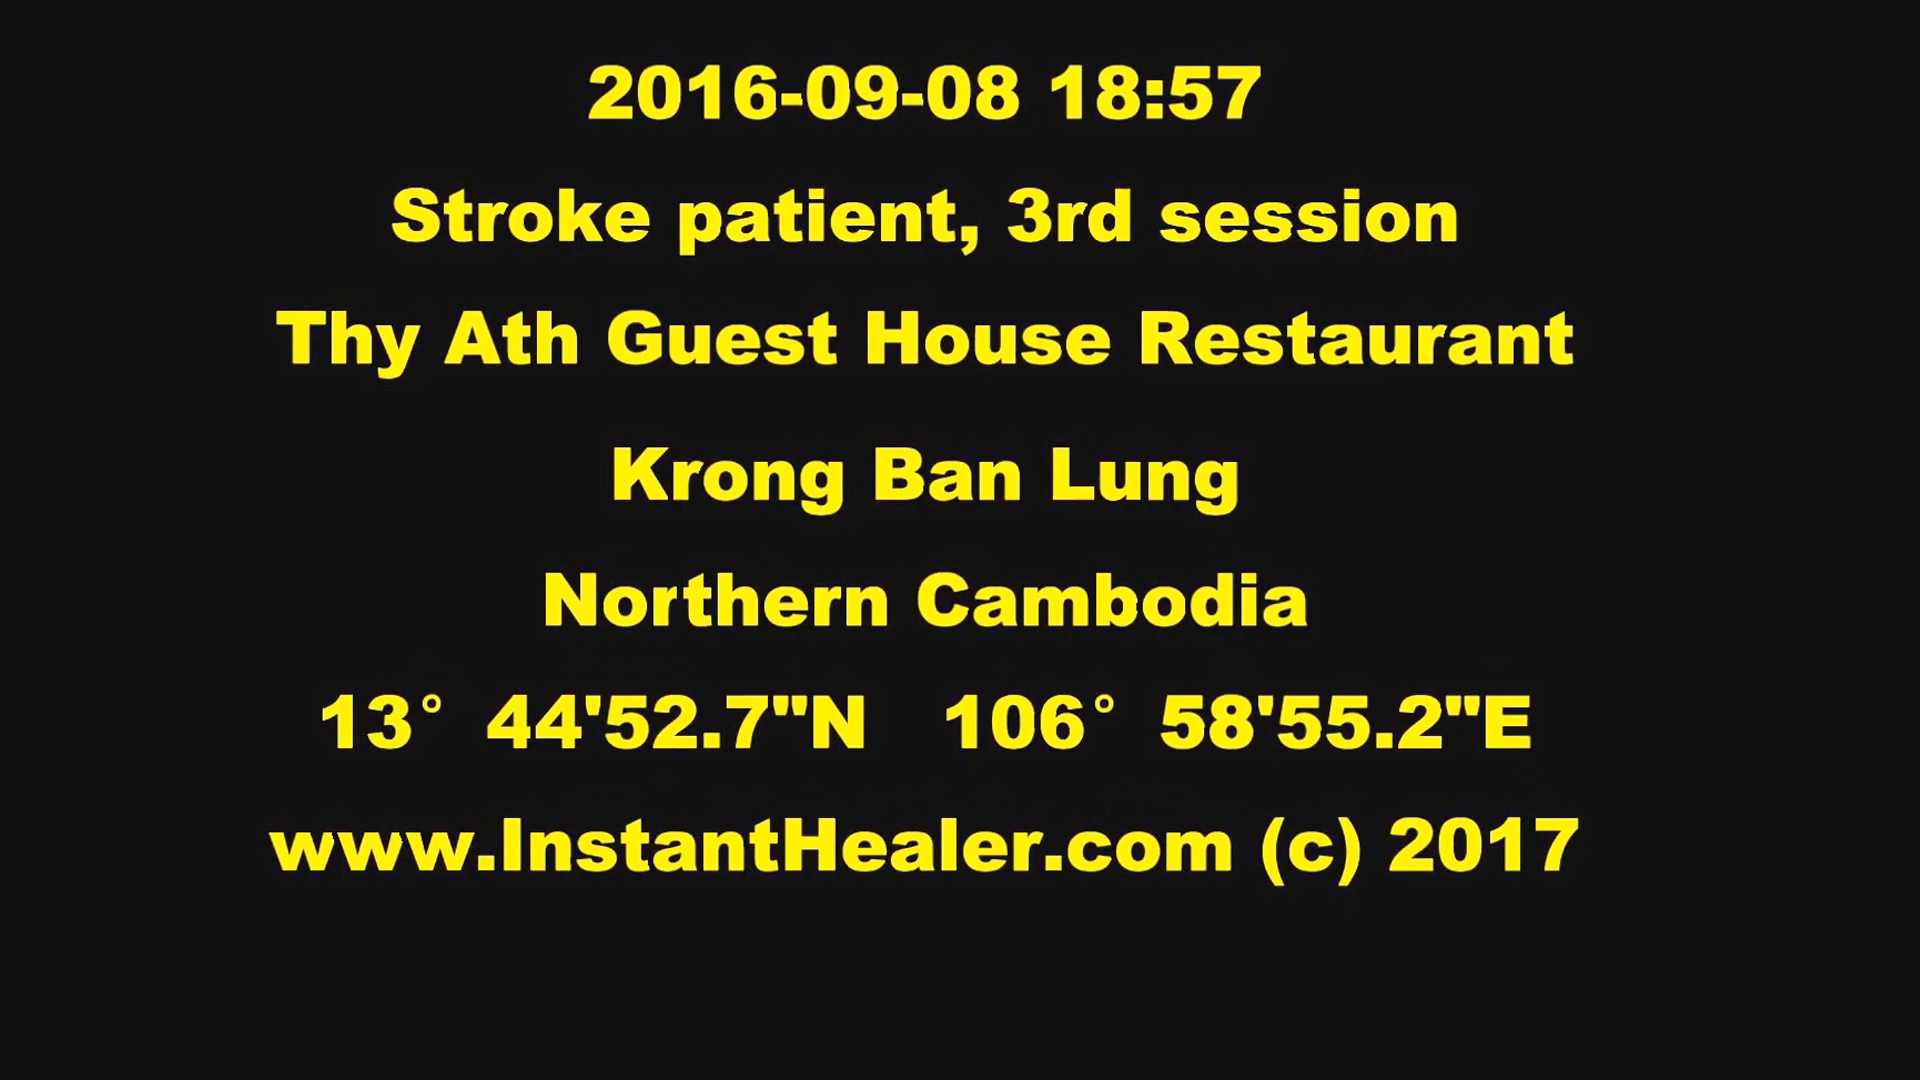 2016-09-08 18:57
Stroke patient, 3rd session
Thy Ath Guest House Restaurant
Krong Ban Lung
Northern Cambodia
13° 44'52.7"N 106° 58'55.2"E
www.InstantHealer.com (c) 2017